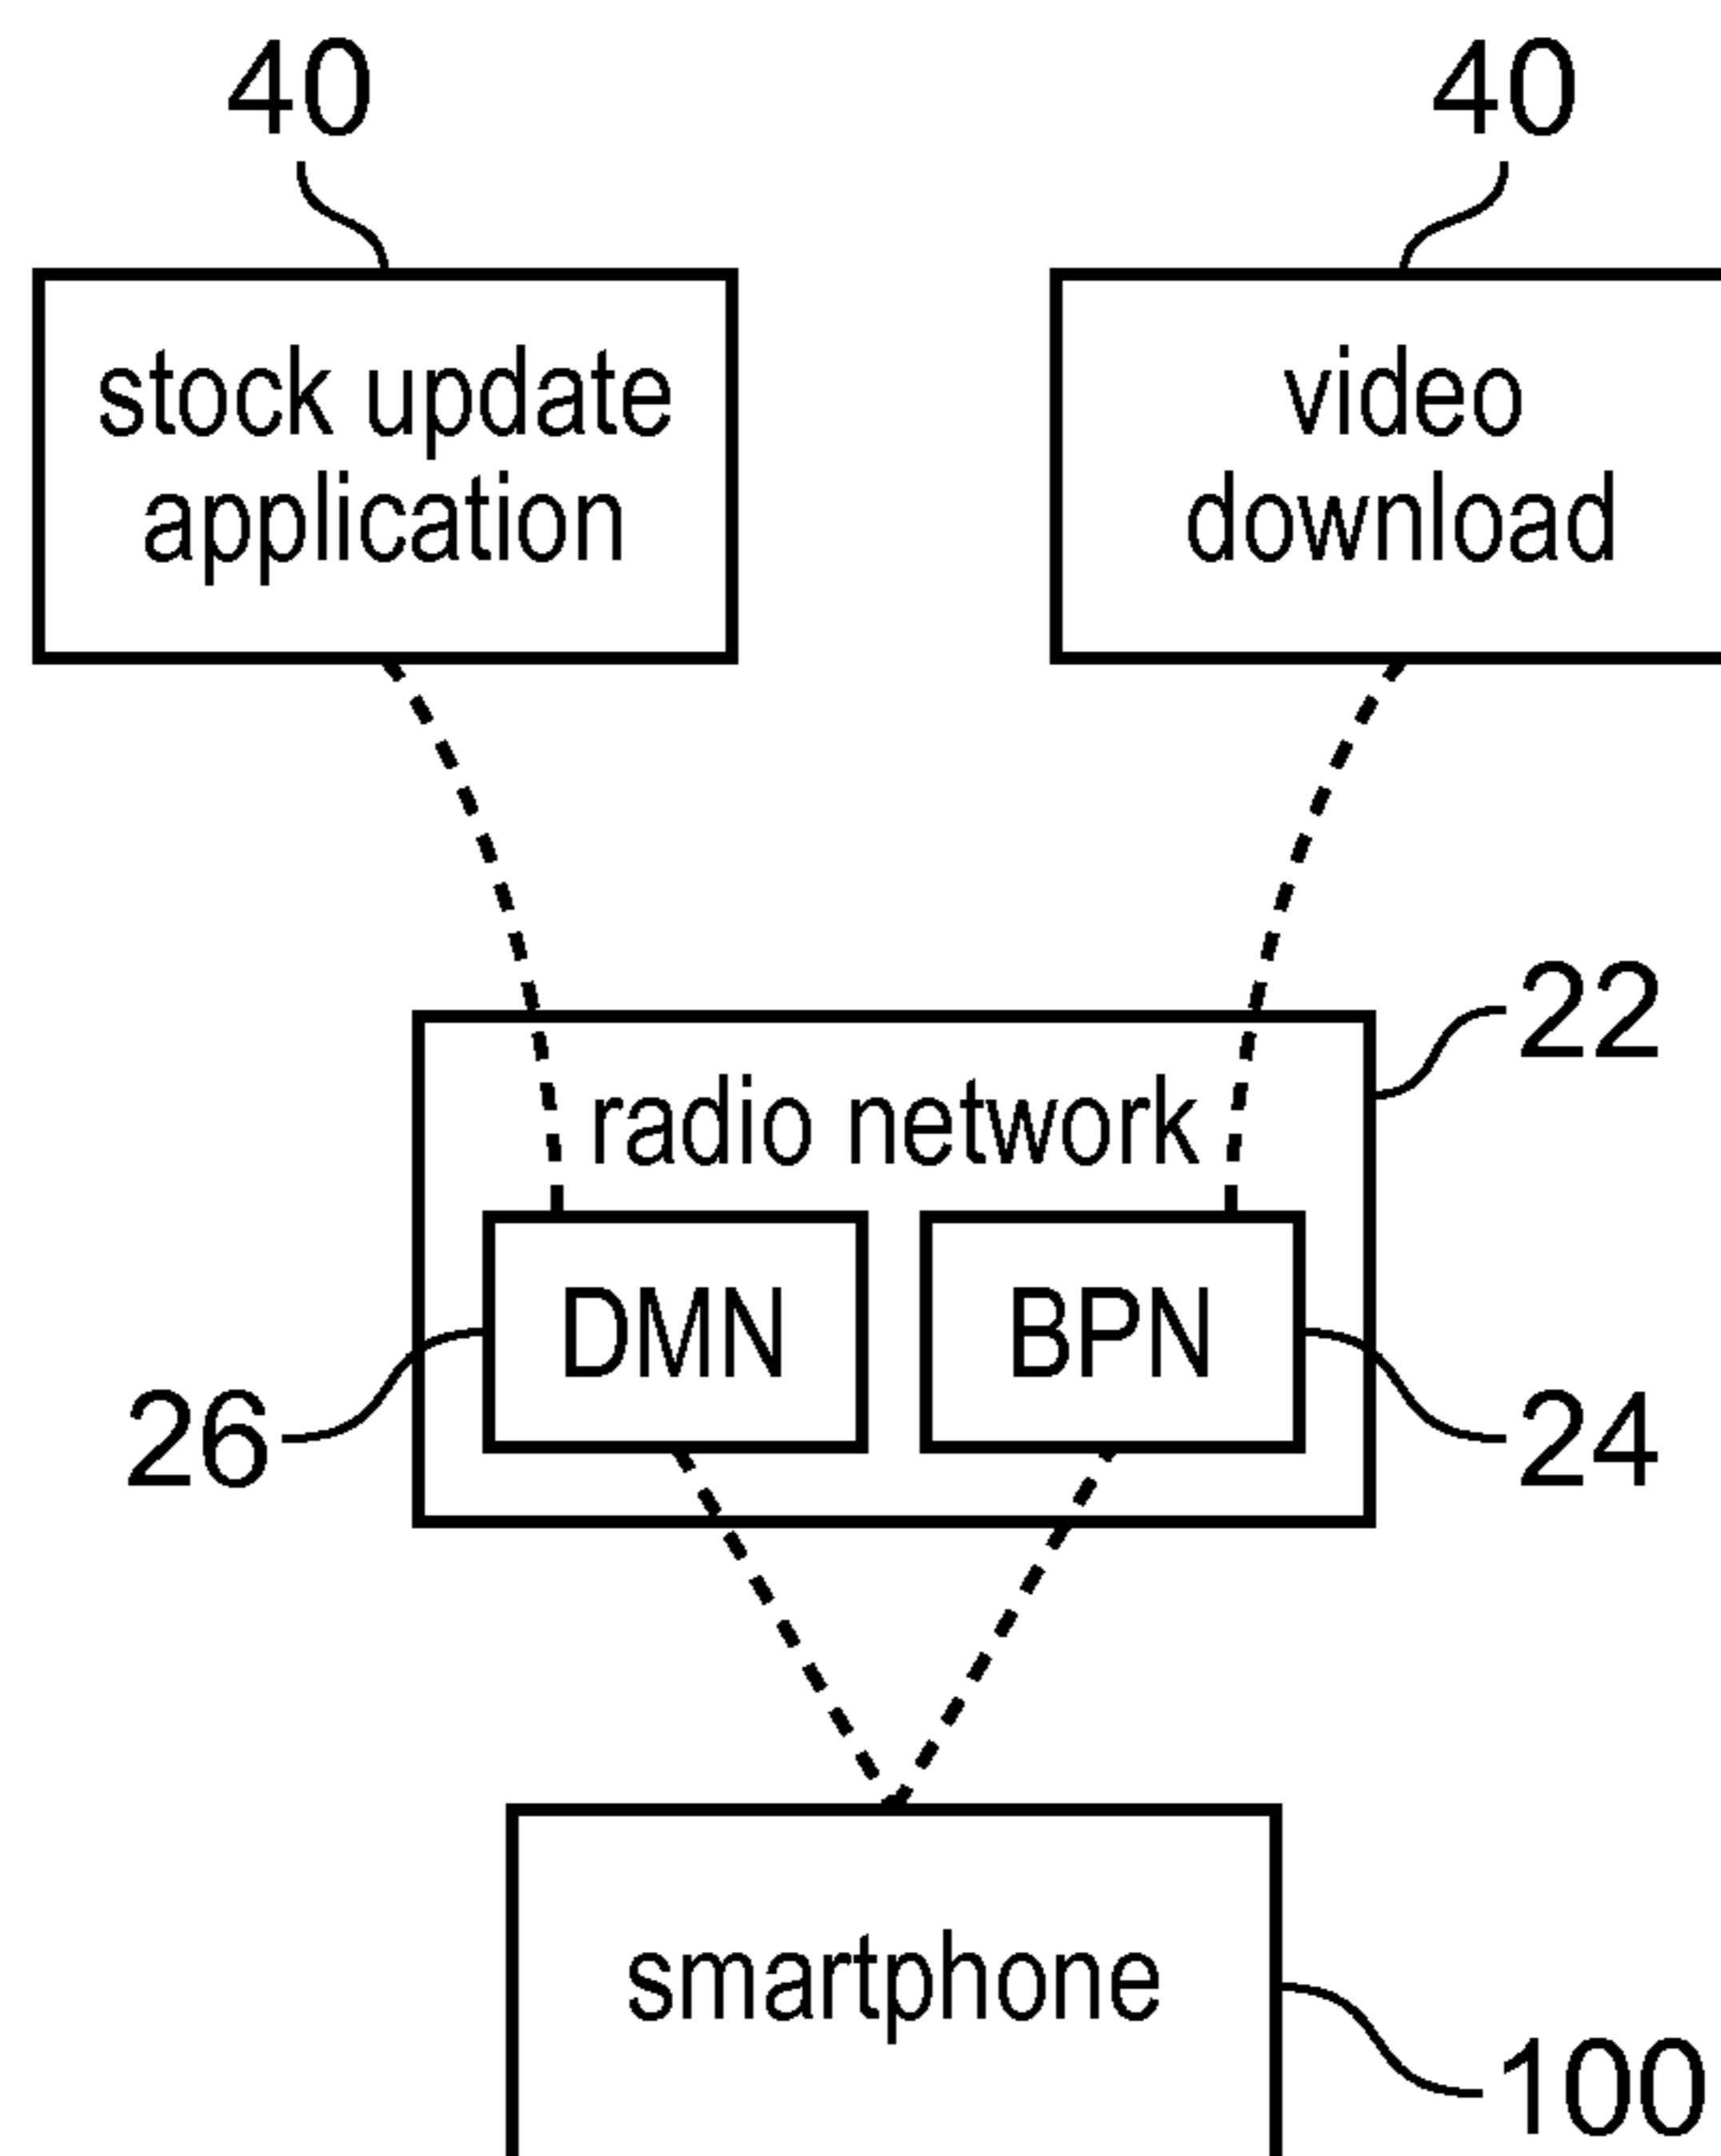 40
40
stock update
application
video
download
22
radio network
DMN
BPN
26
24
smartphone
100